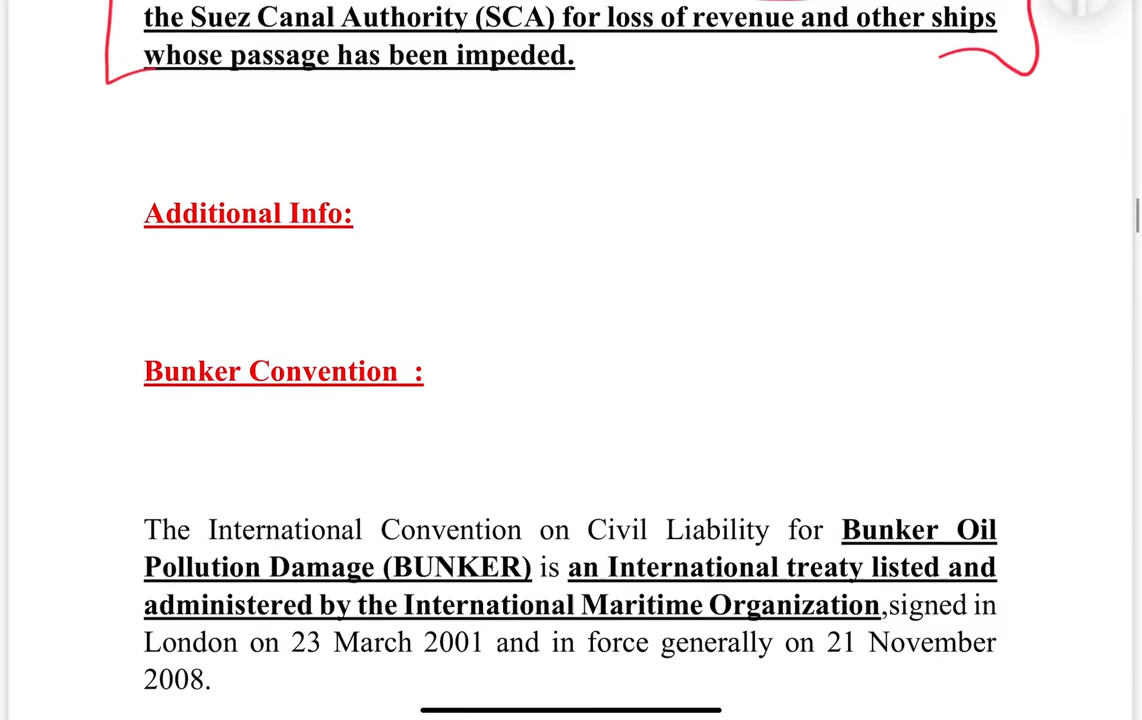 the Suez Canal Authority (SCA) for loss of revenue and other ships
whose passage has been impeded.
Additional Info:
Bunker Convention  :
The International Convention on Civil Liability for Bunker Oil
Pollution Damage (BUNKER) is an International treaty listed and
administered by the International Maritime Organization,signed in
London on 23 March 2001 and in force generally on 21 November
2008.